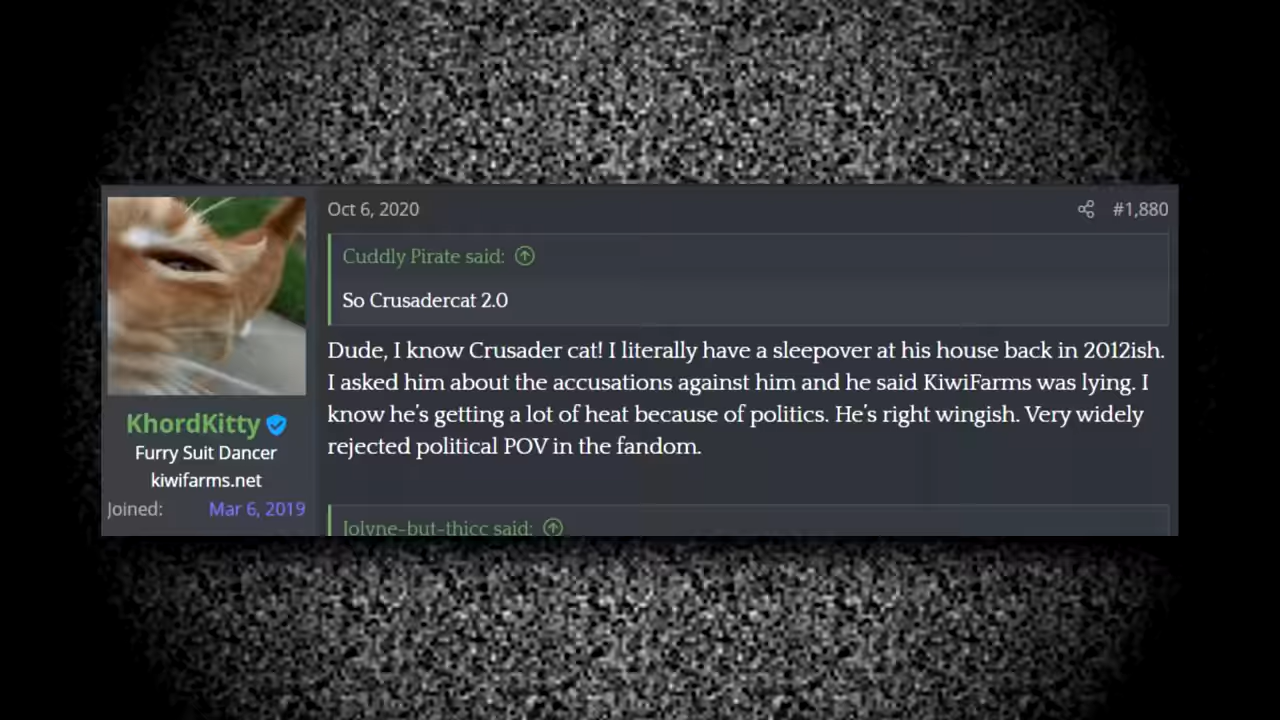 Oct 6, 2020
#1,880
Cuddly Pirate said:
So Crusadercat 2.0
Dude, I know Crusader cat! I literally have a sleepover at his house back in 2012ish.
I asked him about the accusations against him and he said KiwiFarms was lying. I
know he's getting a lot of heat because of politics. He's right wingish. Very widely
rejected political POV in the fandom.
KhordKitty
Furry Suit Dancer
kiwifarms.net
Joined: Mar 6, 2019
Jolyne-but-thicc said: